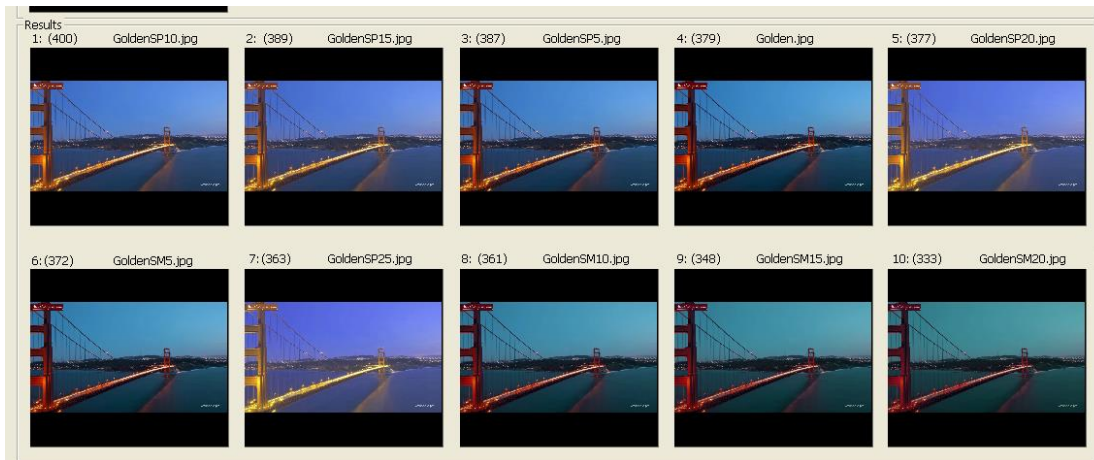 Results
1: (400) GoldenSP10.jpg 2: (389) GoldenSP15.jpg 3: (387) GoldenSP5.jpg 4: (379) Golden.jpg 5: (377) GoldenSP20.jpg
6: (372) GoldenSM5.jpg 7: (363) GoldenSP25.jpg 8: (361) GoldenSM10.jpg 9: (348) GoldenSM15.jpg 10: (333) GoldenSM20.jpg